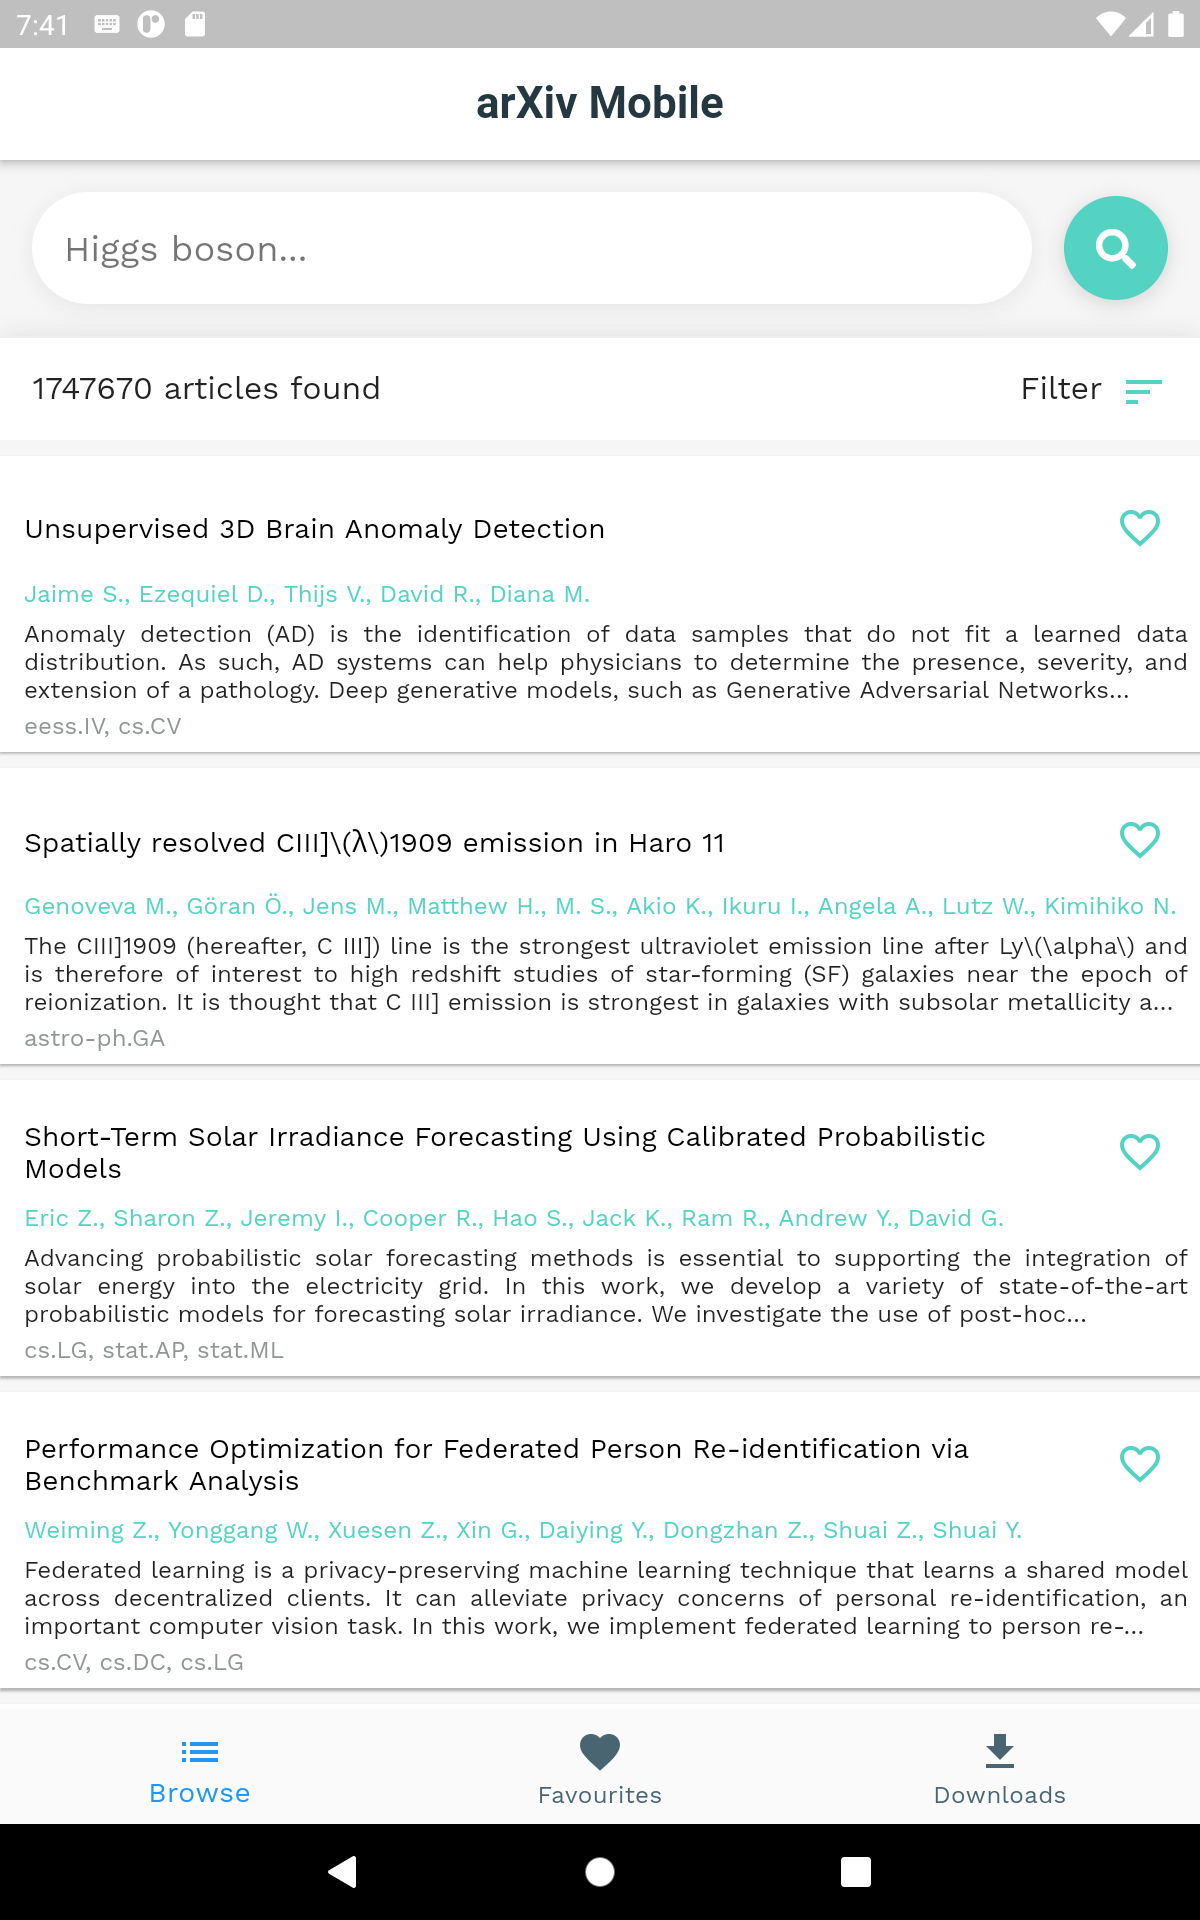 7:41
arXiv Mobile
Higgs boson...
1747670 articles found
Filter
Unsupervised 3D Brain Anomaly Detection
Jaime S., Ezequiel D., Thijs V., David R., Diana M.
Anomaly detection (AD) is the identification of data samples that do not fit a learned data
distribution. As such, AD systems can help physicians to determine the presence, severity, and
extension of a pathology. Deep generative models, such as Generative Adversarial Networks...
eess.IV, cs.CV
Spatially resolved CIII]\(λ\)1909 emission in Haro 11
Genoveva M., Göran Ö., Jens M., Matthew H., M. S., Akio K., Ikuru I., Angela A., Lutz W., Kimihiko N.
The CIII]1909 (hereafter, C III]) line is the strongest ultraviolet emission line after Ly\(\alpha\) and
is therefore of interest to high redshift studies of star-forming (SF) galaxies near the epoch of
reionization. It is thought that C III] emission is strongest in galaxies with subsolar metallicity a...
astro-ph.GA
Short-Term Solar Irradiance Forecasting Using Calibrated Probabilistic
Models
Eric Z., Sharon Z., Jeremy I., Cooper R., Hao S., Jack K., Ram R., Andrew Y., David G.
Advancing probabilistic solar forecasting methods is essential to supporting the integration of
solar energy into the electricity grid. In this work, we develop a variety of state-of-the-art
probabilistic models for forecasting solar irradiance. We investigate the use of post-hoc...
cs.LG, stat.AP, stat.ML
Performance Optimization for Federated Person Re-identification via
Benchmark Analysis
Weiming Z., Yonggang W., Xuesen Z., Xin G., Daiying Y., Dongzhan Z., Shuai Z., Shuai Y.
Federated learning is a privacy-preserving machine learning technique that learns a shared model
across decentralized clients. It can alleviate privacy concerns of personal re-identification, an
important computer vision task. In this work, we implement federated learning to person re-...
cs.CV, cs.DC, cs.LG
Browse
Favourites
Downloads